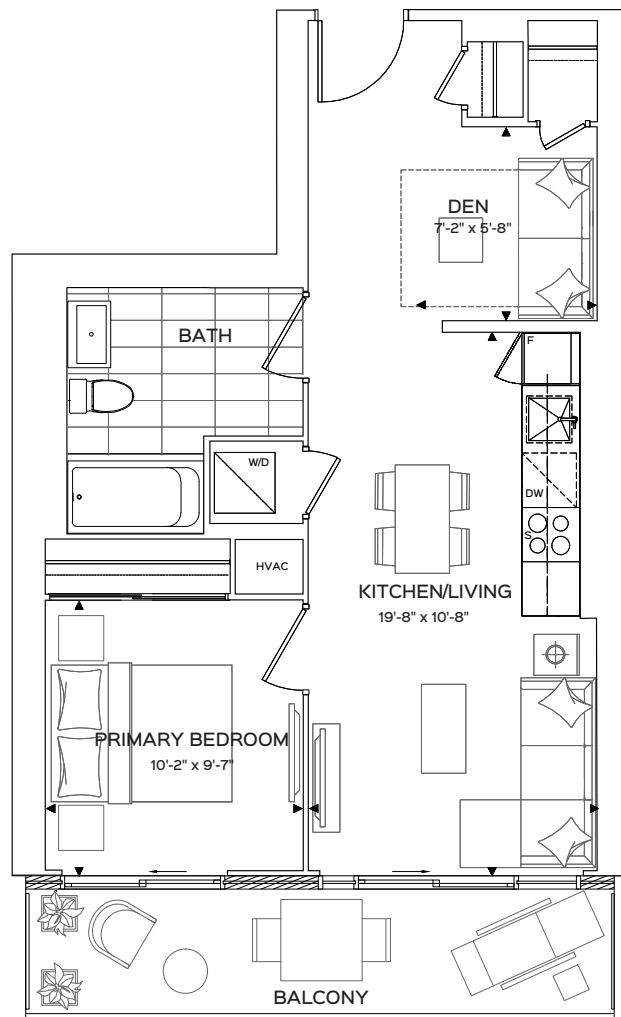 DEN
7'-2" x 5'-8"
BATH
F
W/D
DW
S
HVAC
KITCHEN/LIVING
19'-8" x 10'-8"
PRIMARY BEDROOM
10'-2" x 9'-7"
BALCONY